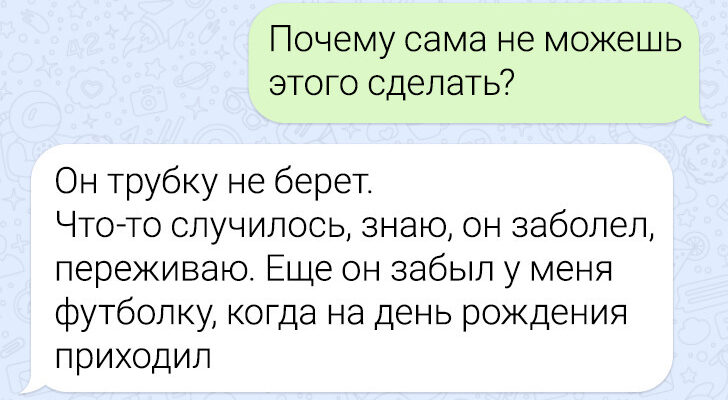 Почему сама не можешь
этого сделать?
Он трубку не берет.
Что-то случилось, знаю, он заболел,
переживаю. Еще он забыл у меня
футболку, когда на день рождения
приходил